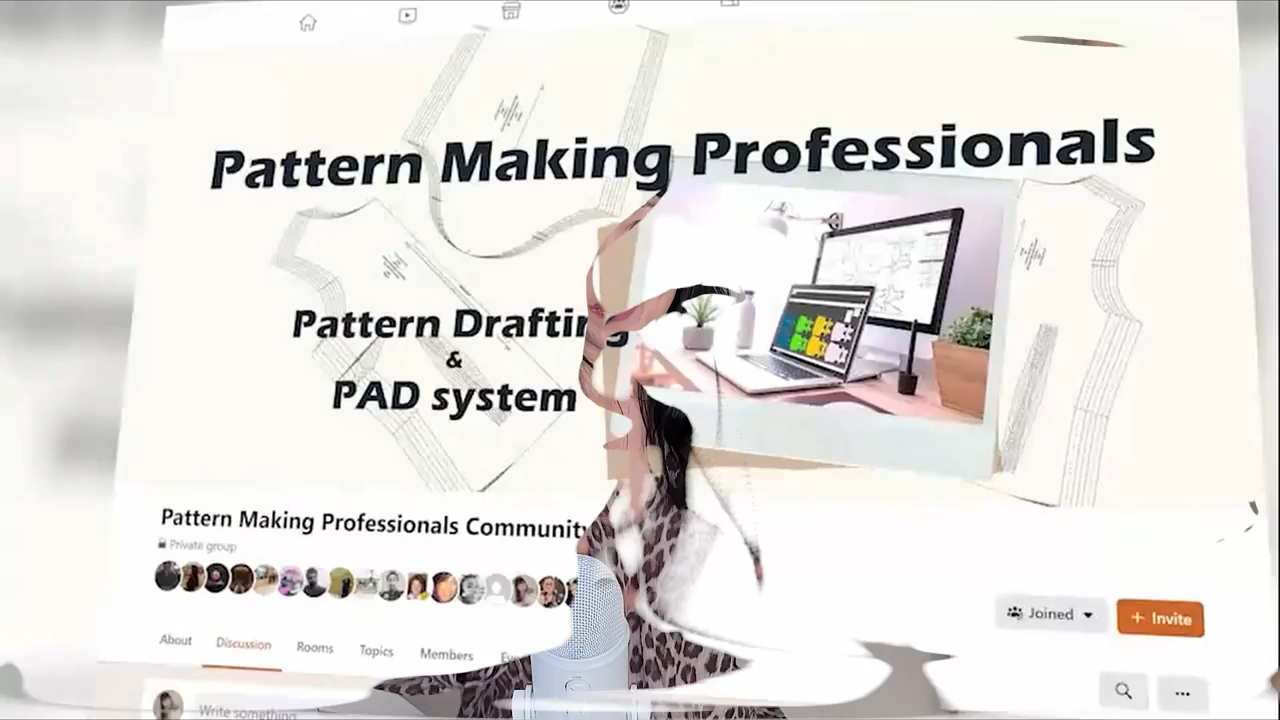 Pattern Making Professionals
Pattern Drafting
&
PAD system
Pattern Making Professionals Community
Private group
Joined
+ Invite
About Discussion Rooms Topics Members
Write something